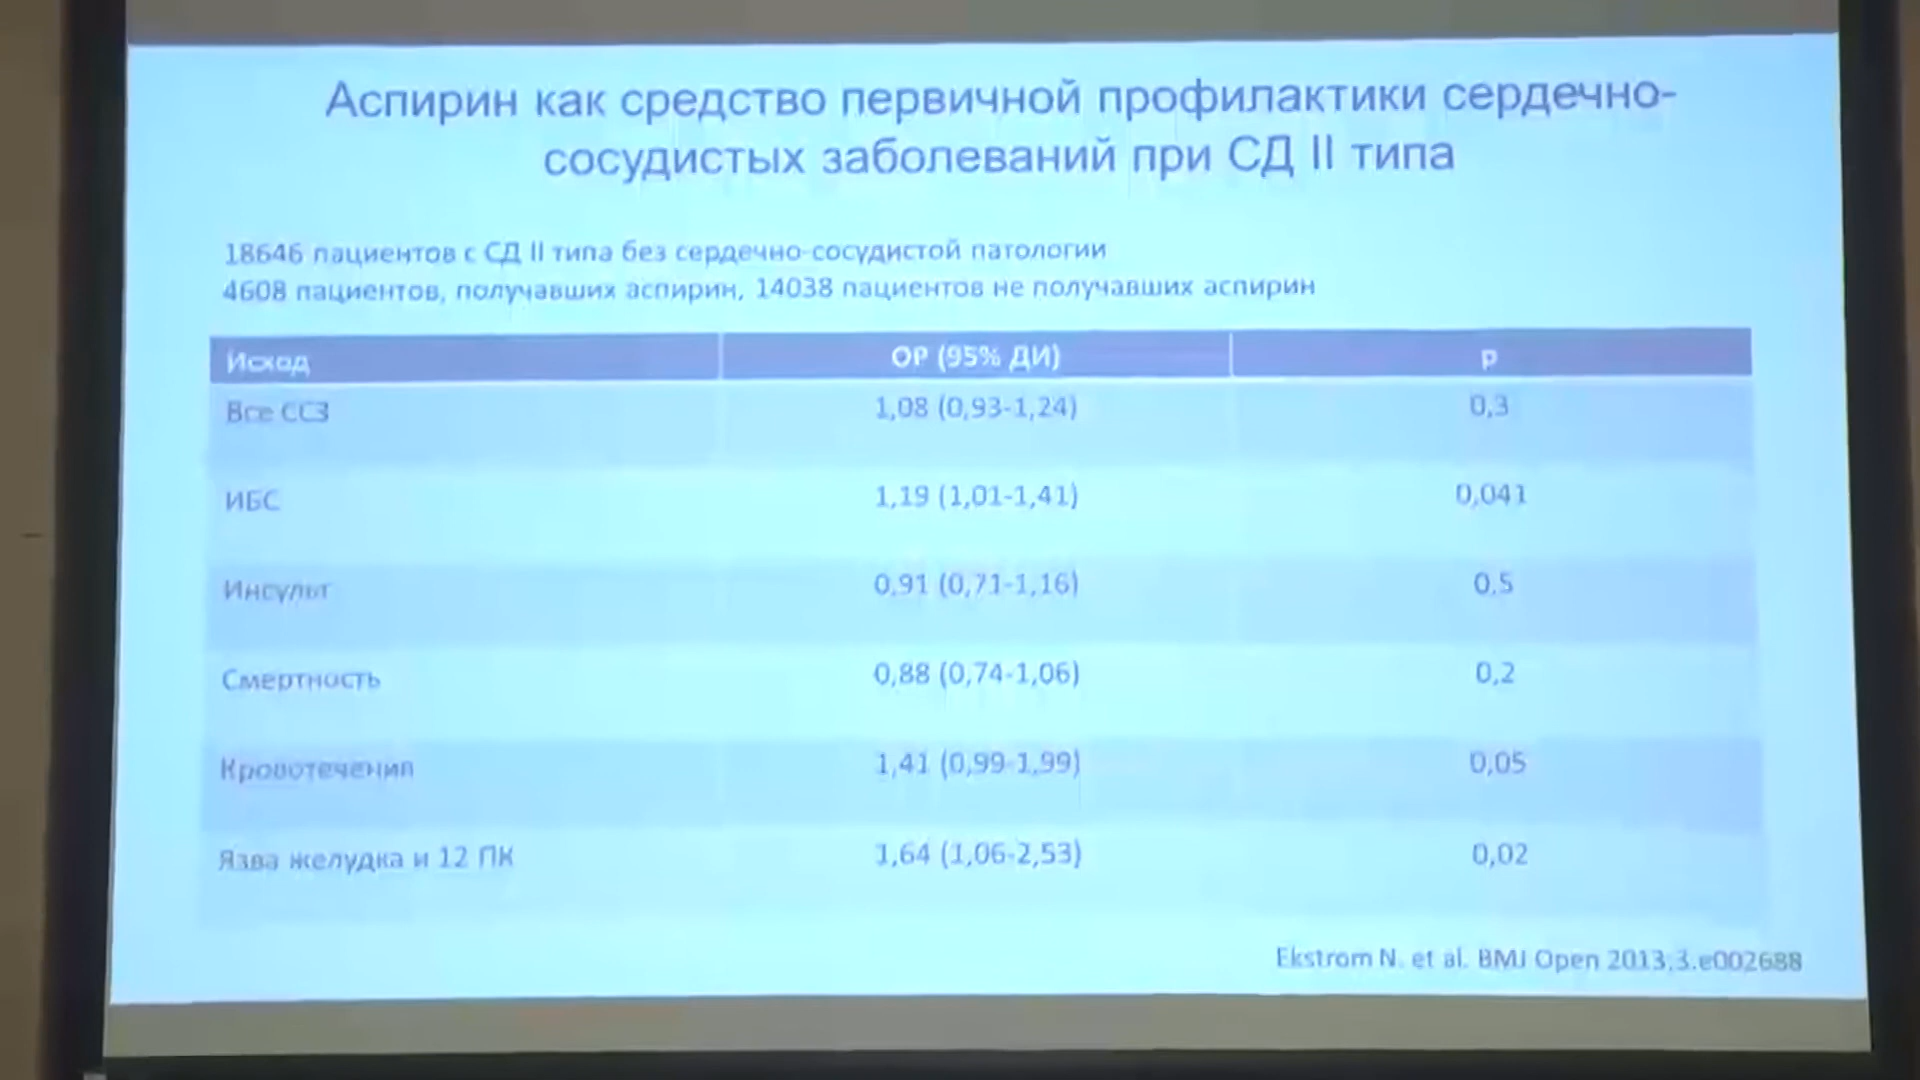 Аспирин как средство первичной профилактики сердечно-
сосудистых заболеваний при СД II типа
18646 пациентов с СД II типа без сердечно-сосудистой патологии
4608 пациентов, получавших аспирин, 14038 пациентов не получавших аспирин
Исход ОР (95% ДИ) р
Все ССЗ 1,08 (0,93-1,24) 0,3
ИБС 1,19 (1,01-1,41) 0,041
Инсульт 0,91 (0,71-1,16) 0,5
Смертность 0,88 (0,74-1,06) 0,2
Кровотечения 1,41 (0,99-1,99) 0,05
Язва желудка и 12 ПК 1,64 (1,06-2,53) 0,02
Ekstrom N. et al. BMJ Open 2013;3.e002688